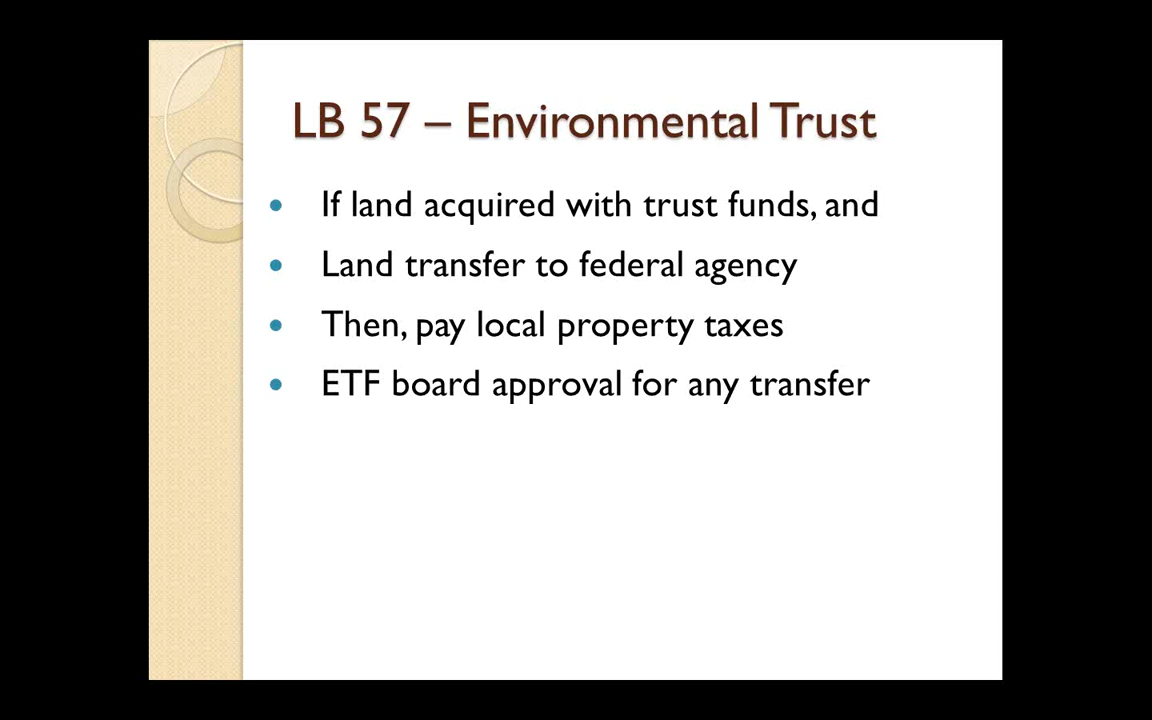 LB 57 – Environmental Trust
• If land acquired with trust funds, and
• Land transfer to federal agency
• Then, pay local property taxes
• ETF board approval for any transfer